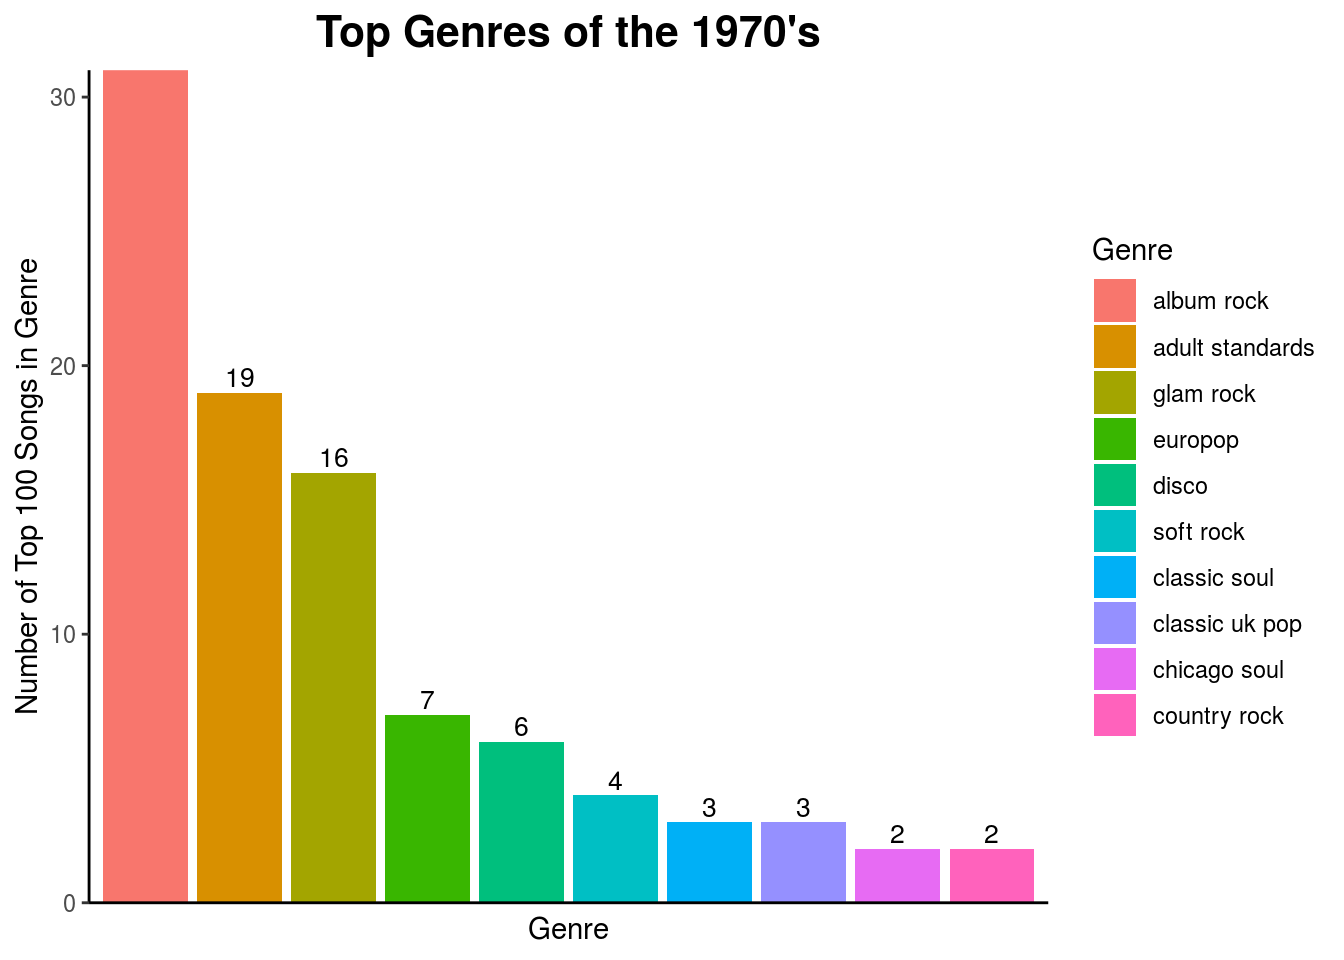 Top Genres of the 1970's
Number of Top 100 Songs in Genre
30
20
10
0
19
16
7
6
4
3
3
2
2
Genre
Genre
album rock
adult standards
glam rock
europop
disco
soft rock
classic soul
classic uk pop
chicago soul
country rock